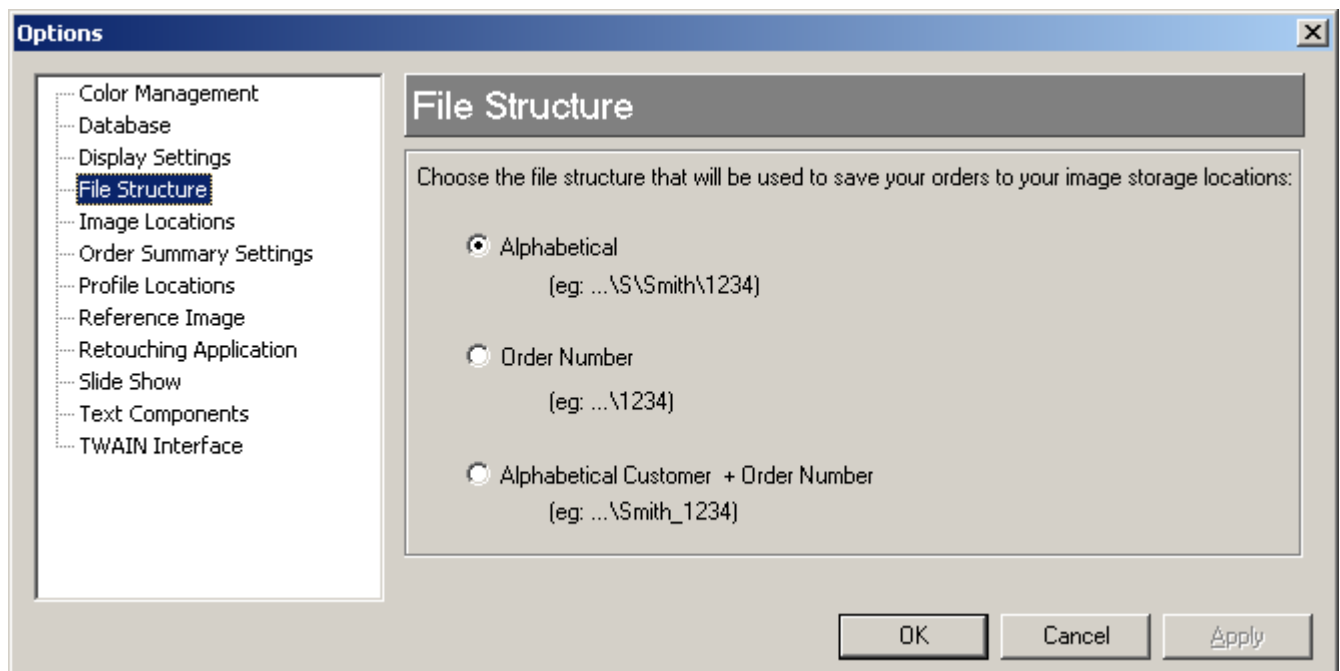 Options
Color Management
Database
Display Settings
File Structure
Image Locations
Order Summary Settings
Profile Locations
Reference Image
Retouching Application
Slide Show
Text Components
TWAIN Interface
File Structure
Choose the file structure that will be used to save your orders to your image storage locations:
Alphabetical
(eg: ...\S\Smith\1234)
Order Number
(eg: ...\1234)
Alphabetical Customer + Order Number
(eg: ...\Smith_1234)
OK Cancel Apply